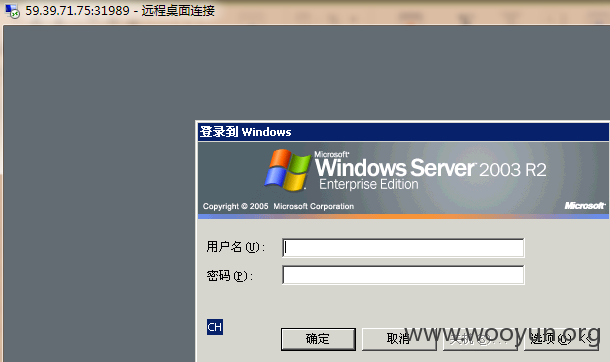 59.39.71.75:31989 - 远程桌面连接
登录到 Windows
Microsoft
Windows Server 2003 R2
Enterprise Edition
Copyright © 2005 Microsoft Corporation
Microsoft
用户名(U):
密码(P):
CH
确定
取消
选项(O) <<
www.wooyun.org